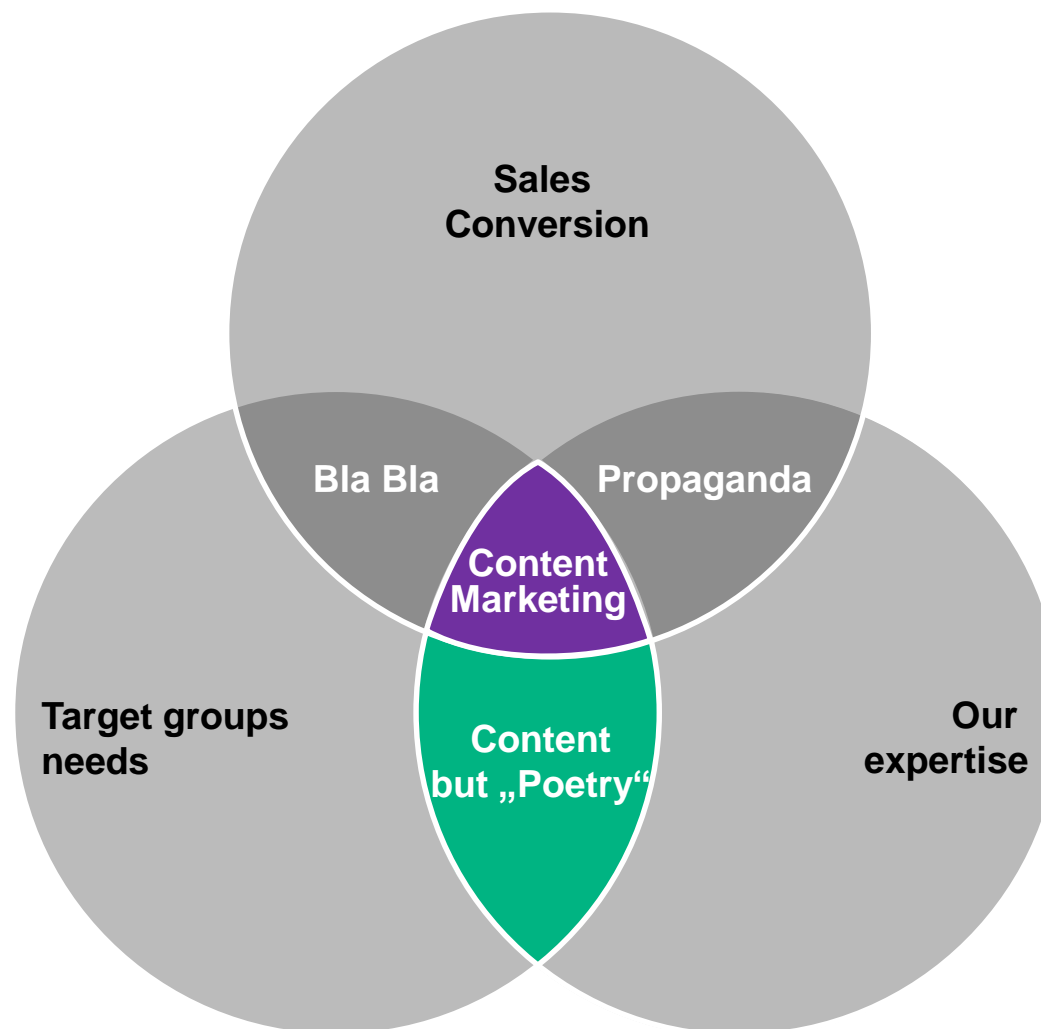 Sales
Conversion
Bla Bla
Propaganda
Content
Marketing
Target groups
needs
Our
expertise
Content
but „Poetry“